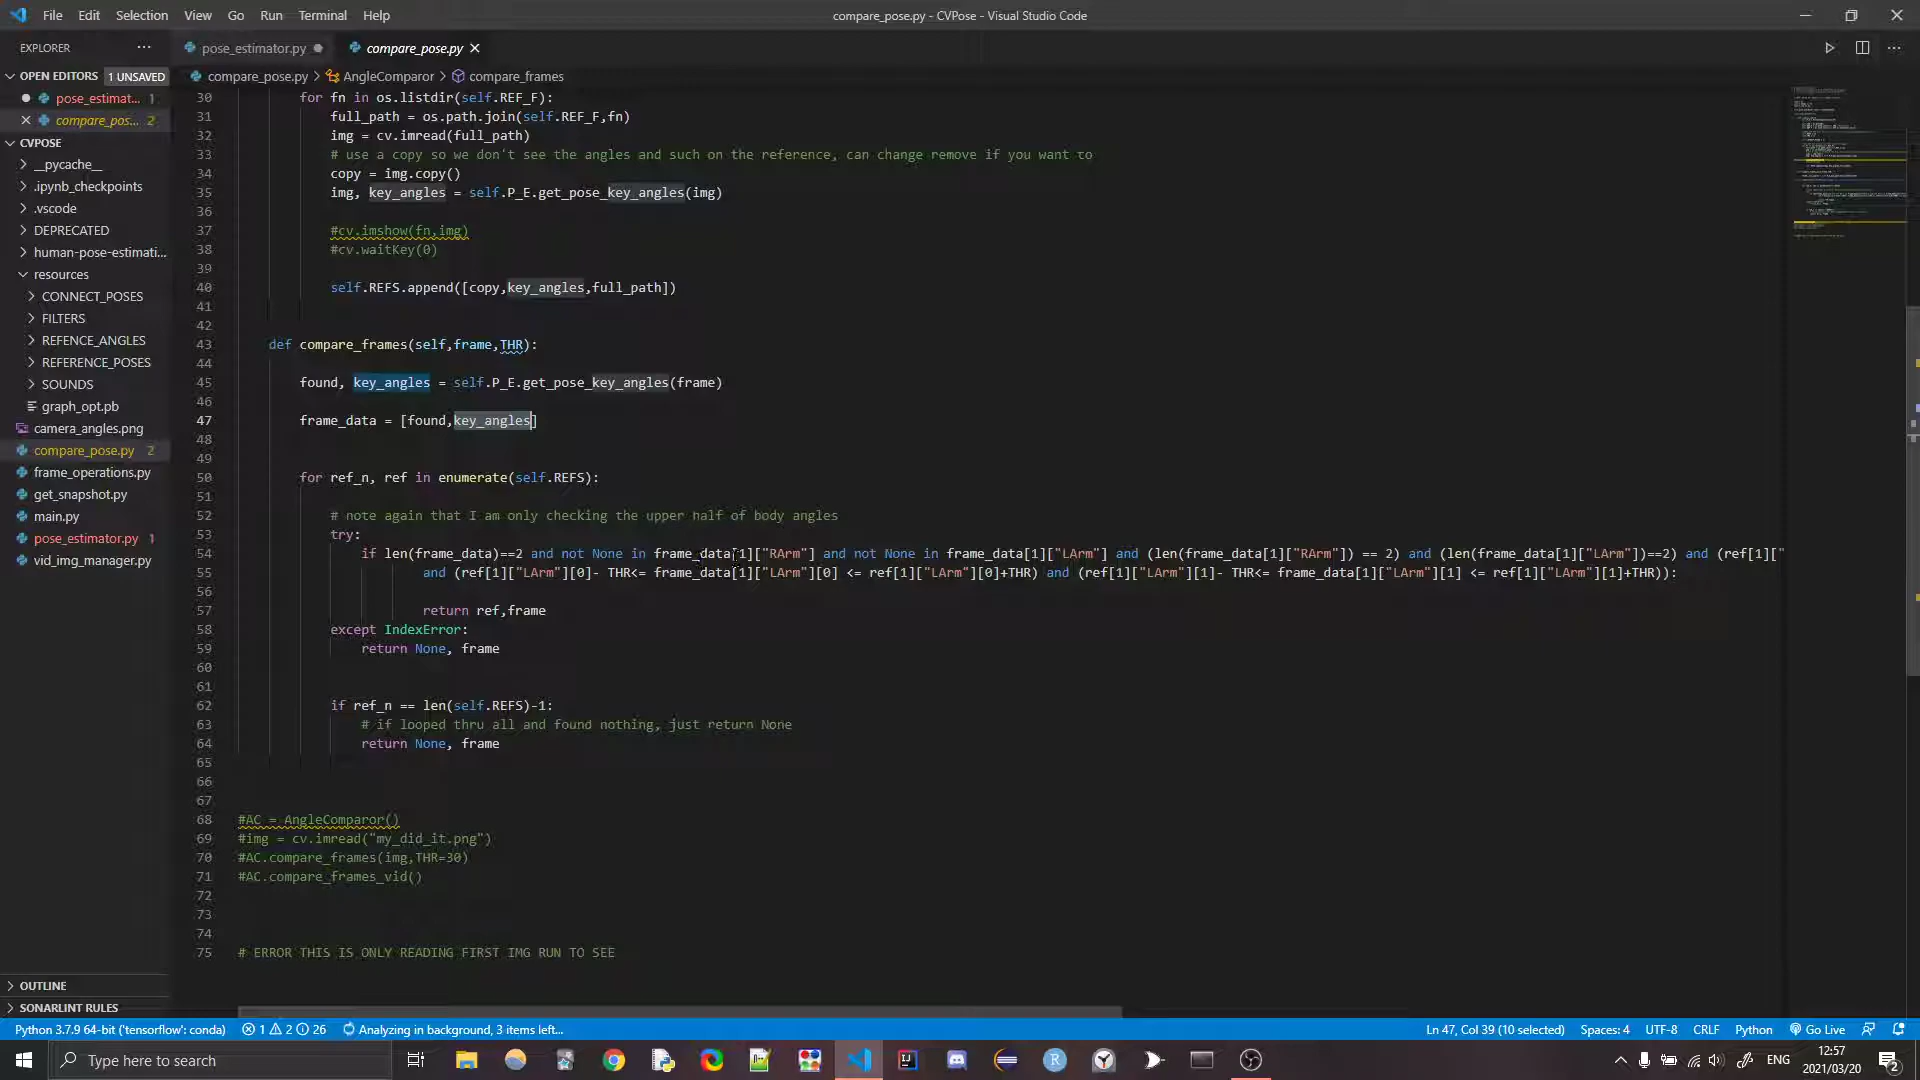 File Edit Selection View Go Run Terminal Help
compare_pose.py - CVPose - Visual Studio Code
EXPLORER
pose_estimator.py
compare_pose.py
OPEN EDITORS 1 UNSAVED
compare_pose.py > AngleComparor > compare_frames
pose_estimat... 1
compare_pos... 2
CVPOSE
__pycache__
.ipynb_checkpoints
.vscode
DEPRECATED
human-pose-estimati...
resources
CONNECT_POSES
FILTERS
REFENCE_ANGLES
REFERENCE_POSES
SOUNDS
graph_opt.pb
camera_angles.png
compare_pose.py 2
frame_operations.py
get_snapshot.py
main.py
pose_estimator.py 1
vid_img_manager.py
OUTLINE
SONARLINT RULES
30 for fn in os.listdir(self.REF_F):
31 full_path = os.path.join(self.REF_F,fn)
32 img = cv.imread(full_path)
33 # use a copy so we don't see the angles and such on the reference, can change remove if you want to
34 copy = img.copy()
35 img, key_angles = self.P_E.get_pose_key_angles(img)
36
37 #cv.imshow(fn,img)
38 #cv.waitKey(0)
39
40 self.REFS.append([copy,key_angles,full_path])
41
42
43 def compare_frames(self,frame,THR):
44
45 found, key_angles = self.P_E.get_pose_key_angles(frame)
46
47 frame_data = [found,key_angles]
48
49
50 for ref_n, ref in enumerate(self.REFS):
51
52 # note again that I am only checking the upper half of body angles
53 try:
54 if len(frame_data)==2 and not None in frame_data[1]["RArm"] and not None in frame_data[1]["LArm"] and (len(frame_data[1]["RArm"]) == 2) and (len(frame_data[1]["LArm"])==2) and (ref[1]["
55 and (ref[1]["LArm"][0]- THR<= frame_data[1]["LArm"][0] <= ref[1]["LArm"][0]+THR) and (ref[1]["LArm"][1]- THR<= frame_data[1]["LArm"][1] <= ref[1]["LArm"][1]+THR)):
56
57 return ref,frame
58 except IndexError:
59 return None, frame
60
61
62 if ref_n == len(self.REFS)-1:
63 # if looped thru all and found nothing, just return None
64 return None, frame
65
66
67
68 #AC = AngleComparor()
69 #img = cv.imread("my_did_it.png")
70 #AC.compare_frames(img,THR=30)
71 #AC.compare_frames_vid()
72
73
74
75 # ERROR THIS IS ONLY READING FIRST IMG RUN TO SEE
Python 3.7.9 64-bit ('tensorflow': conda) 1 2 26 Analyzing in background, 3 items left... Ln 47, Col 39 (10 selected) Spaces: 4 UTF-8 CRLF Python Go Live
Type here to search
ENG
12:57
2021/03/20
2